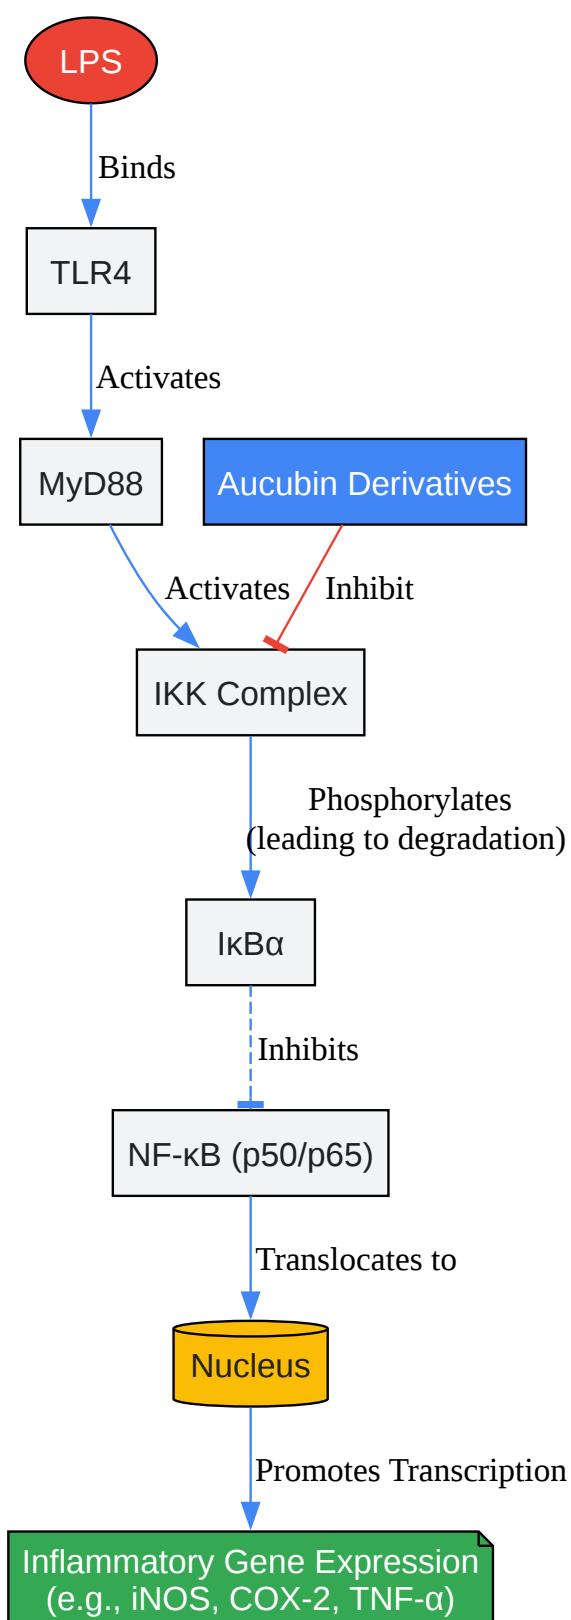 LPS
Binds
TLR4
Activates
MyD88
Aucubin Derivatives
Activates
Inhibit
IKK Complex
Phosphorylates
(leading to degradation)
IκBα
Inhibits
NF-κB (p50/p65)
Translocates to
Nucleus
Promotes Transcription
Inflammatory Gene Expression
(e.g., iNOS, COX-2, TNF-α)